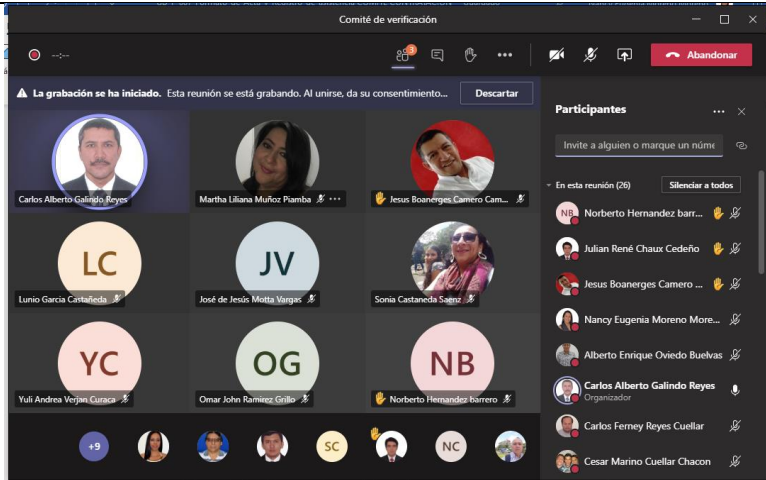 Comité de verificación
--:--
3
Abandonar
La grabación se ha iniciado. Esta reunión se está grabando. Al unirse, da su consentimiento...
Descartar
Carlos Alberto Galindo Reyes
Martha Liliana Muñoz Piamba
Jesus Boanerges Camero Cam...
LC
Lunio Garcia Castañeda
JV
José de Jesús Motta Vargas
Sonia Castaneda Saenz
YC
Yuli Andrea Verjan Curaca
OG
Omar John Ramirez Grillo
NB
Norberto Hernandez barrero
+9
SC
NC
Participantes
Invite a alguien o marque un núme
En esta reunión (26)
Silenciar a todos
NB
Norberto Hernandez barr...
Julian René Chaux Cedeño
Jesus Boanerges Camero ...
Nancy Eugenia Moreno More...
Alberto Enrique Oviedo Buelvas
Carlos Alberto Galindo Reyes
Organizador
Carlos Ferney Reyes Cuellar
Cesar Marino Cuellar Chacon